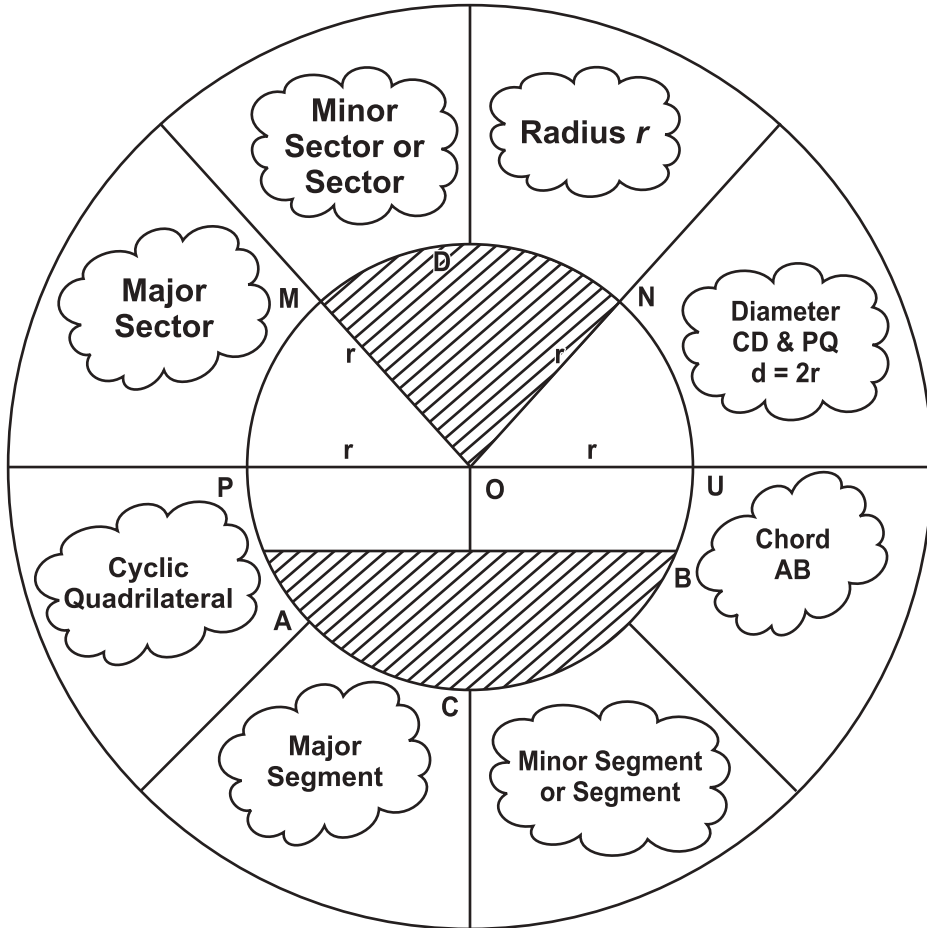 Minor
Sector or
Sector
Radius r
Major
Sector
D
M
N
Diameter
CD & PQ
d = 2r
r
r
r
r
P
O
U
Cyclic
Quadrilateral
Chord
AB
A
B
C
Major
Segment
Minor Segment
or Segment